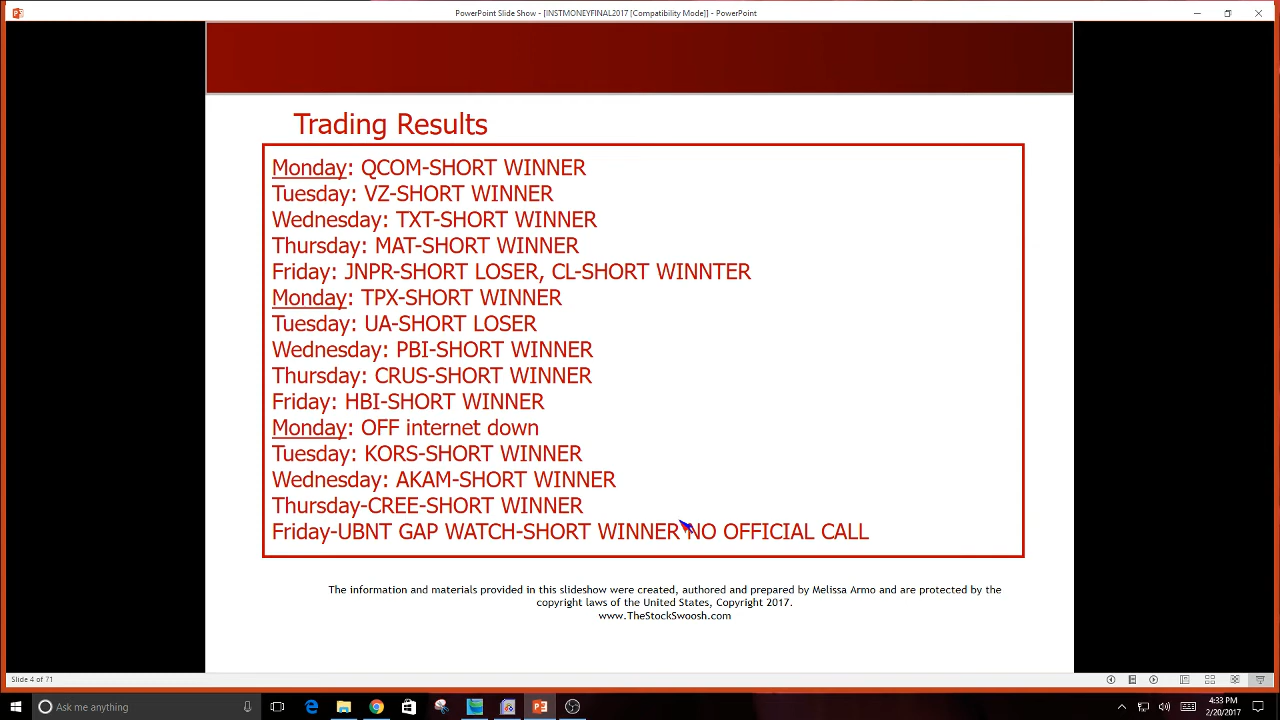 PowerPoint Slide Show - [INSTMONEYFINAL2017 [Compatibility Mode]] - PowerPoint
Trading Results
Monday: QCOM-SHORT WINNER
Tuesday: VZ-SHORT WINNER
Wednesday: TXT-SHORT WINNER
Thursday: MAT-SHORT WINNER
Friday: JNPR-SHORT LOSER, CL-SHORT WINNTER
Monday: TPX-SHORT WINNER
Tuesday: UA-SHORT LOSER
Wednesday: PBI-SHORT WINNER
Thursday: CRUS-SHORT WINNER
Friday: HBI-SHORT WINNER
Monday: OFF internet down
Tuesday: KORS-SHORT WINNER
Wednesday: AKAM-SHORT WINNER
Thursday-CREE-SHORT WINNER
Friday-UBNT GAP WATCH-SHORT WINNER NO OFFICIAL CALL
The information and materials provided in this slideshow were created, authored and prepared by Melissa Armo and are protected by the
copyright laws of the United States, Copyright 2017.
www.TheStockSwoosh.com
Slide 4 of 71
Ask me anything
4:33 PM
2/20/2017